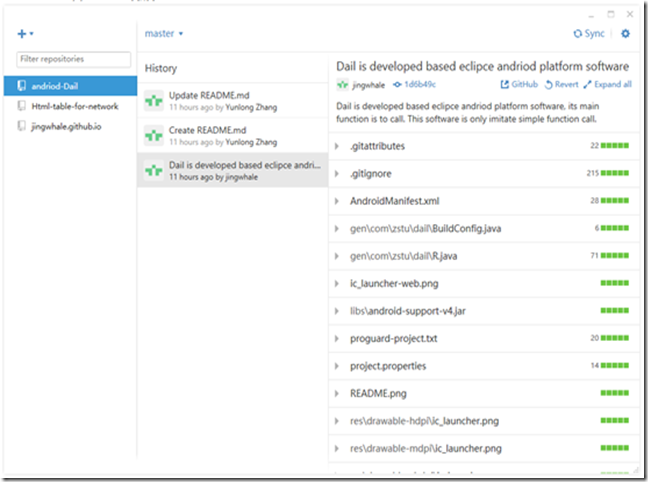 master
Sync
Filter repositories
andriod-Dail
Html-table-for-network
jingwhale.github.io
History
Update README.md
11 hours ago by Yunlong Zhang
Create README.md
11 hours ago by Yunlong Zhang
Dail is developed based eclipce andri...
11 hours ago by jingwhale
Dail is developed based eclipce andriod platform software
jingwhale 1d6b49c GitHub Revert Expand all
Dail is developed based eclipce andriod platform software, its main
function is to call. This software is only imitate simple function call.
.gitattributes 22
.gitignore 215
AndroidManifest.xml 28
gen\com\zstu\dail\BuildConfig.java 6
gen\com\zstu\dail\R.java 71
ic_launcher-web.png
libs\android-support-v4.jar
proguard-project.txt 20
project.properties 14
README.png
res\drawable-hdpi\ic_launcher.png
res\drawable-mdpi\ic_launcher.png